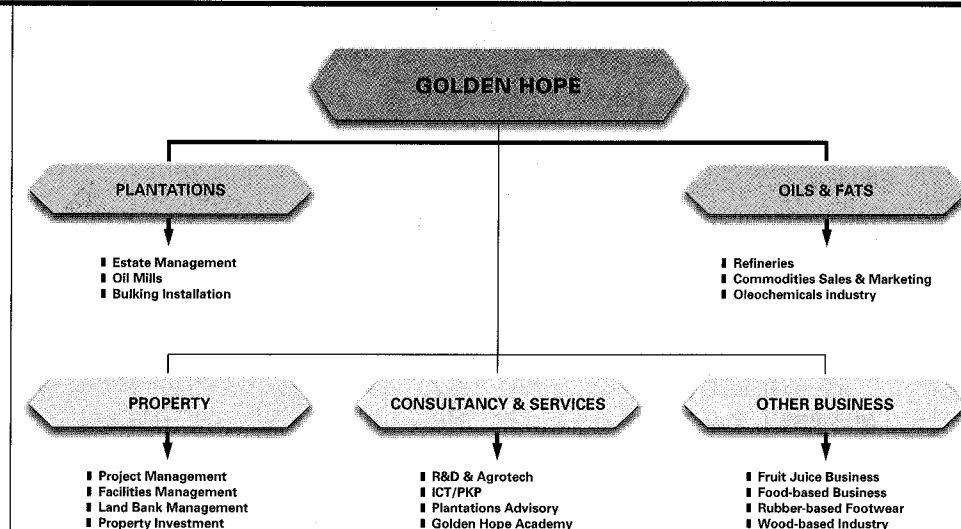 GOLDEN HOPE
PLANTATIONS
Estate Management
Oil Mills
Bulking Installation
OILS & FATS
Refineries
Commodities Sales & Marketing
Oleochemicals industry
PROPERTY
Project Management
Facilities Management
Land Bank Management
Property Investment
CONSULTANCY & SERVICES
R&D & Agrotech
ICT/PKP
Plantations Advisory
Golden Hope Academy
OTHER BUSINESS
Fruit Juice Business
Food-based Business
Rubber-based Footwear
Wood-based Industry